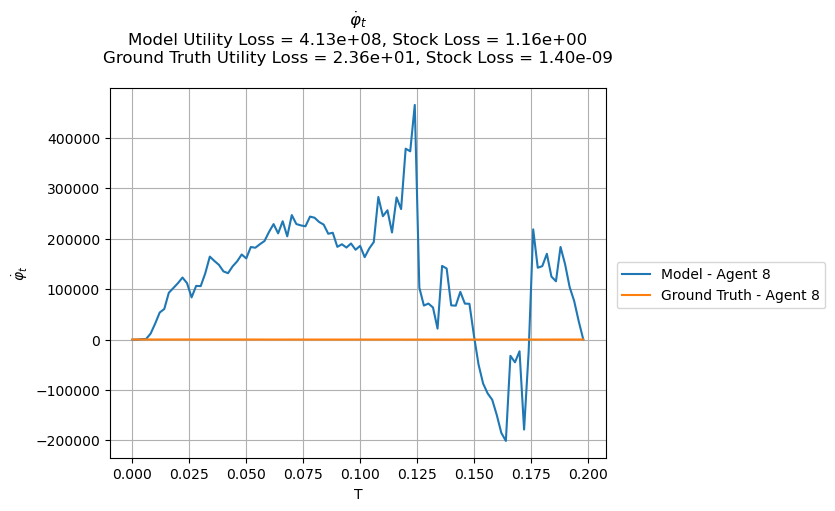 φ̇ₜ
Model Utility Loss = 4.13e+08, Stock Loss = 1.16e+00
Ground Truth Utility Loss = 2.36e+01, Stock Loss = 1.40e-09
400000
300000
200000
100000
0
−100000
−200000
φ̇ₜ
0.000 0.025 0.050 0.075 0.100 0.125 0.150 0.175 0.200
T
Model - Agent 8
Ground Truth - Agent 8